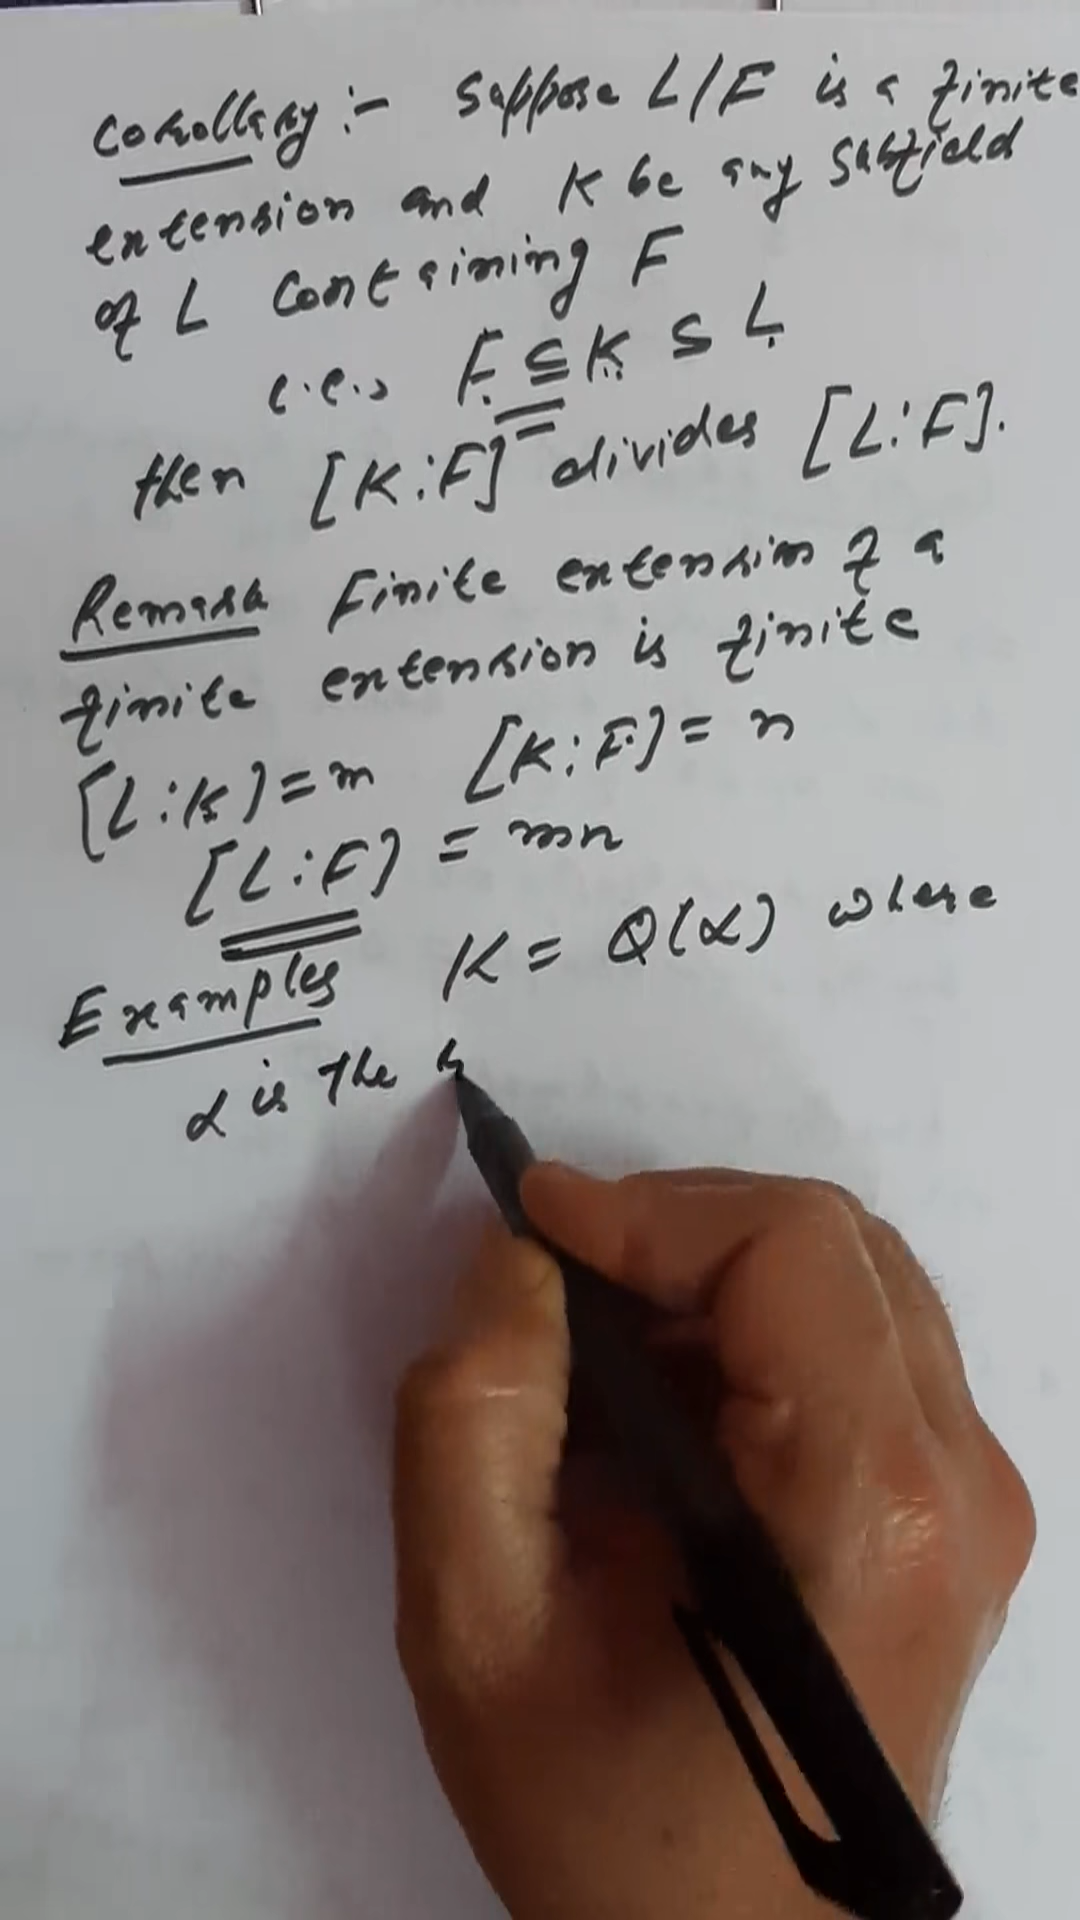 Corollary :- Suppose L/F is a finite
extension and K be any subfield
of L containing F
i.e., F ⊆ K ⊆ L
then [K:F] divides [L:F].
Remark Finite extension of a
finite extension is finite
[L:K] = m [K:F] = n
[L:F] = mn
Examples K = Q(α) where
α is the